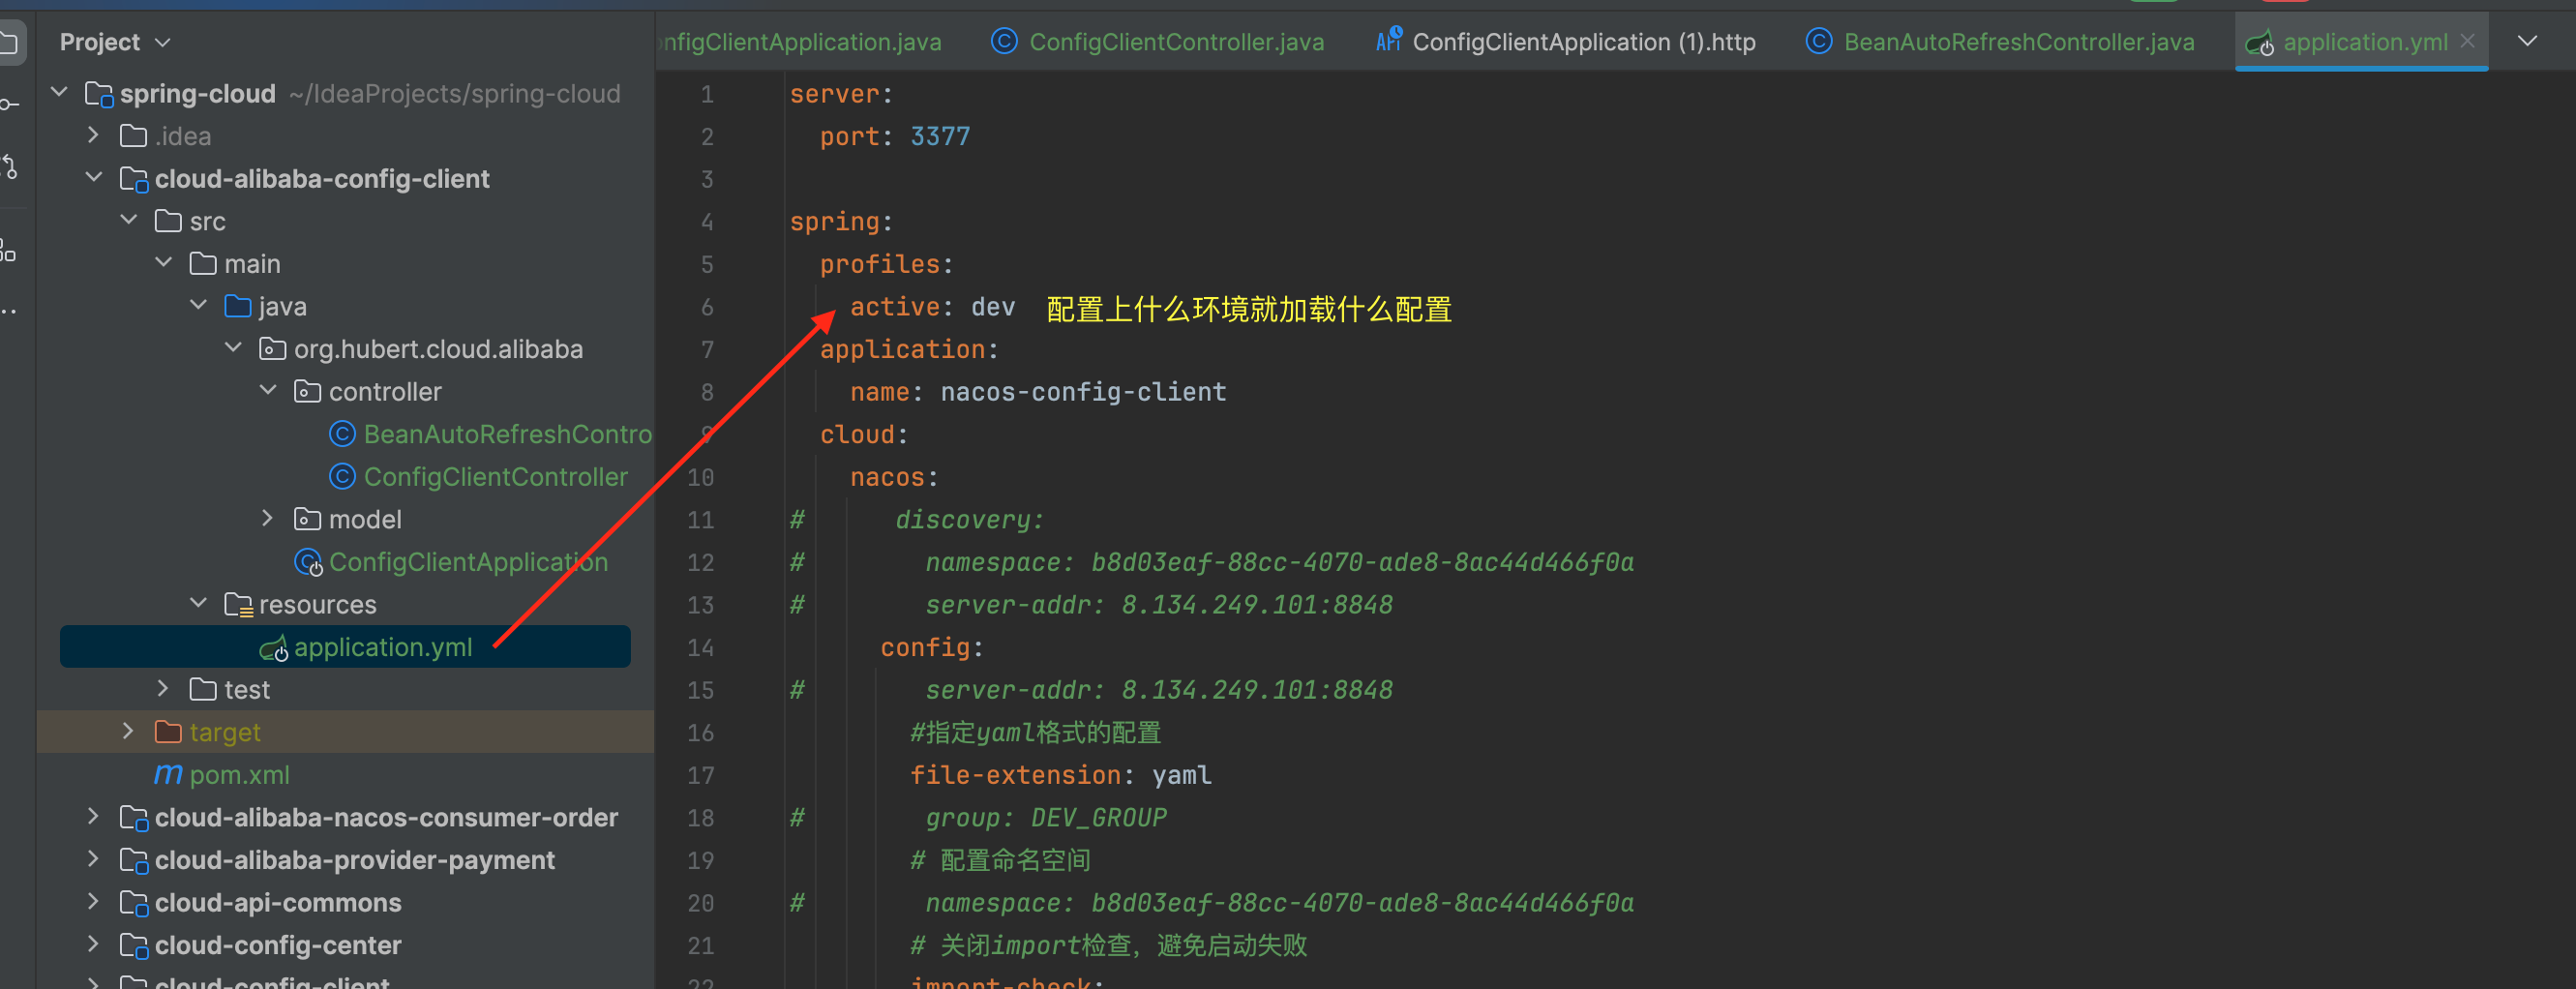 Project
spring-cloud ~/IdeaProjects/spring-cloud
.idea
cloud-alibaba-config-client
src
main
java
org.hubert.cloud.alibaba
controller
BeanAutoRefreshContro
ConfigClientController
model
ConfigClientApplication
resources
application.yml
test
target
pom.xml
cloud-alibaba-nacos-consumer-order
cloud-alibaba-provider-payment
cloud-api-commons
cloud-config-center
cloud-config-client
nfigClientApplication.java
ConfigClientController.java
ConfigClientApplication (1).http
BeanAutoRefreshController.java
application.yml
1 server:
2 port: 3377
3
4 spring:
5 profiles:
6 active: dev 配置上什么环境就加载什么配置
7 application:
8 name: nacos-config-client
9 cloud:
10 nacos:
11 # discovery:
12 # namespace: b8d03eaf-88cc-4070-ade8-8ac44d466f0a
13 # server-addr: 8.134.249.101:8848
14 config:
15 # server-addr: 8.134.249.101:8848
16 #指定yaml格式的配置
17 file-extension: yaml
18 # group: DEV_GROUP
19 # 配置命名空间
20 # namespace: b8d03eaf-88cc-4070-ade8-8ac44d466f0a
21 # 关闭import检查，避免启动失败
22 import-check: